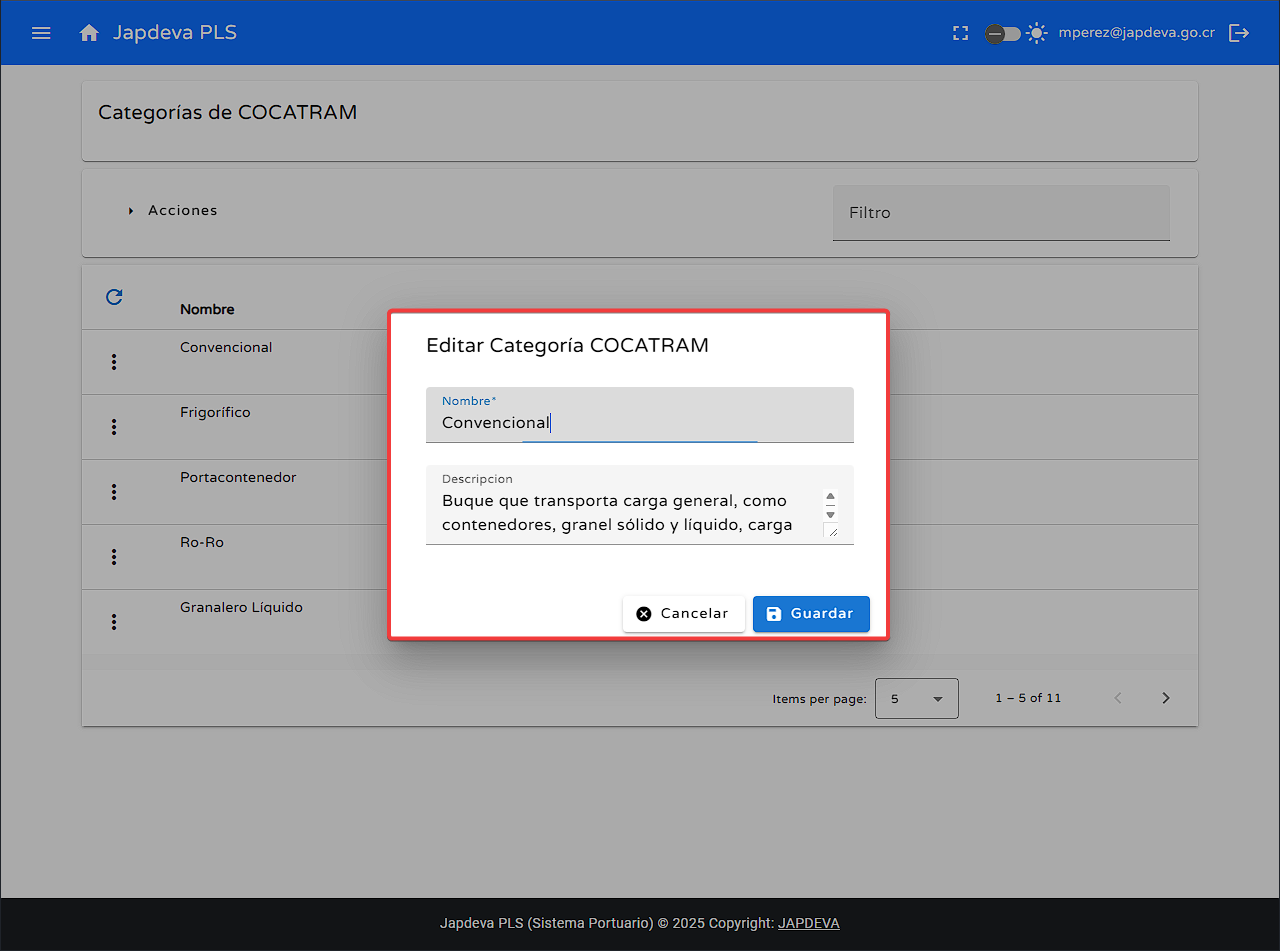 Japdeva PLS
mperez@japdeva.go.cr
Categorías de COCATRAM
Acciones
Filtro
Nombre
Convencional
Frigorífico
Portacontenedor
Ro-Ro
Granalero Líquido
Editar Categoría COCATRAM
Nombre*
Convencional
Descripcion
Buque que transporta carga general, como
contenedores, granel sólido y líquido, carga
Cancelar
Guardar
Items per page: 5 1 – 5 of 11
Japdeva PLS (Sistema Portuario) © 2025 Copyright: JAPDEVA